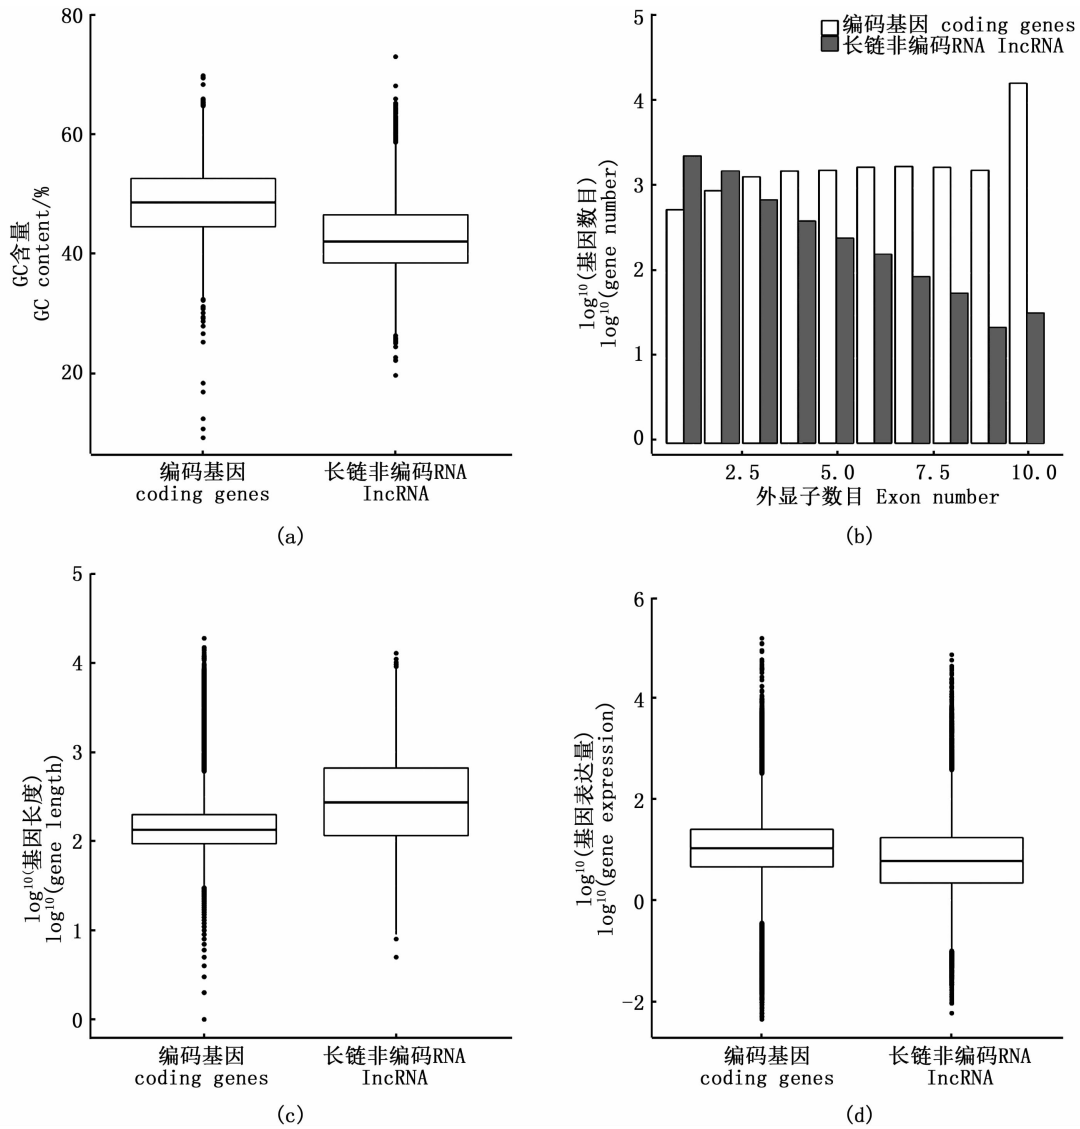 80
60
40
20
GC含量
GC content/%
编码基因
coding genes
长链非编码RNA
IncRNA
(a)
5
4
3
2
1
0
log10(基因数目)
log10(gene number)
编码基因 coding genes
长链非编码RNA IncRNA
2.5 5.0 7.5 10.0
外显子数目 Exon number
(b)
5
4
3
2
1
0
log10(基因长度)
log10(gene length)
编码基因
coding genes
长链非编码RNA
IncRNA
(c)
6
4
2
0
−2
log10(基因表达量)
log10(gene expression)
编码基因
coding genes
长链非编码RNA
IncRNA
(d)